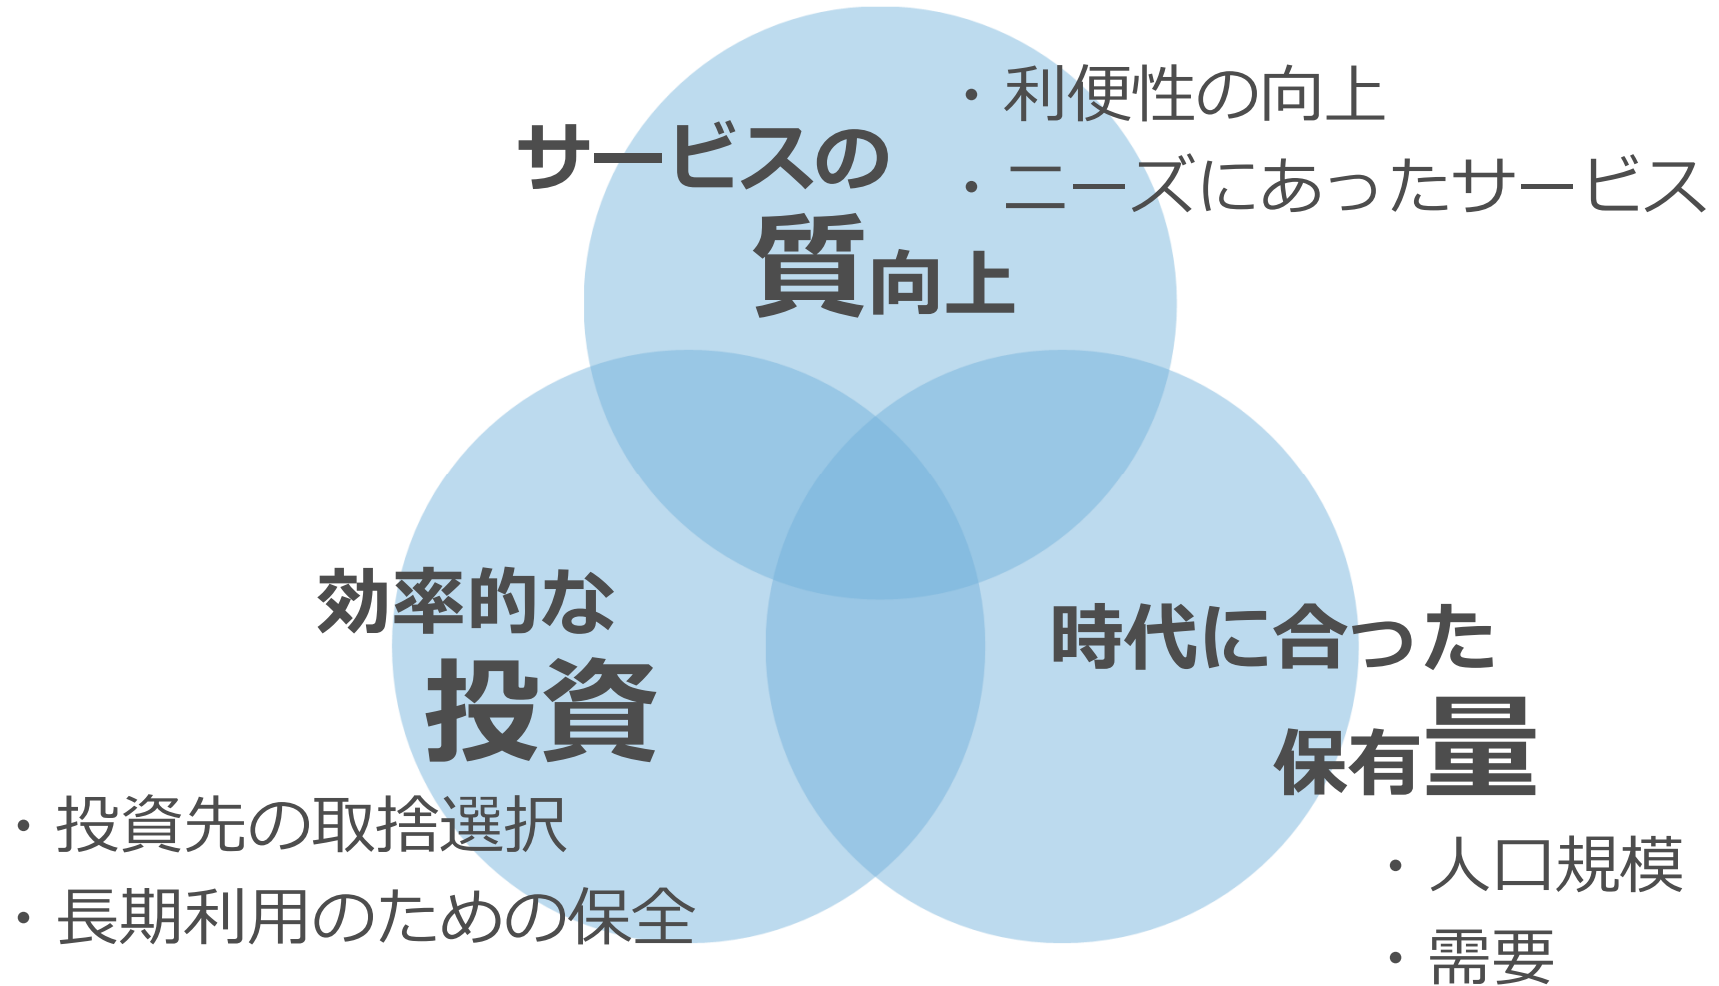 サービスの
質向上
・利便性の向上
・ニーズにあったサービス
効率的な
投資
・投資先の取捨選択
・長期利用のための保全
時代に合った
保有量
・人口規模
・需要